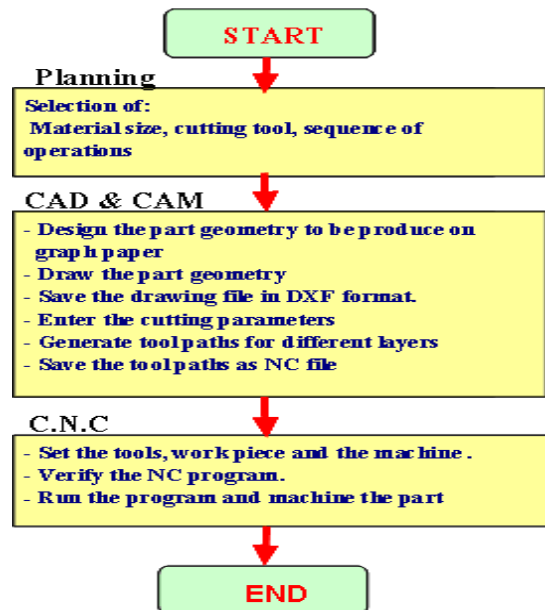 START
Planning
Selection of:
Material size, cutting tool, sequence of
operations
CAD & CAM
- Design the part geometry to be produce on
graph paper
- Draw the part geometry
- Save the drawing file in DXF format.
- Enter the cutting parameters
- Generate tool paths for different layers
- Save the tool paths as NC file
C.N.C
- Set the tools, work piece and the machine .
- Verify the NC program.
- Run the program and machine the part
END